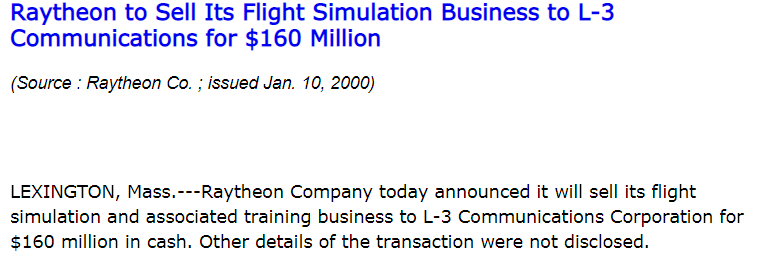 Raytheon to Sell Its Flight Simulation Business to L-3
Communications for $160 Million
(Source : Raytheon Co. ; issued Jan. 10, 2000)
LEXINGTON, Mass.---Raytheon Company today announced it will sell its flight
simulation and associated training business to L-3 Communications Corporation for
$160 million in cash. Other details of the transaction were not disclosed.